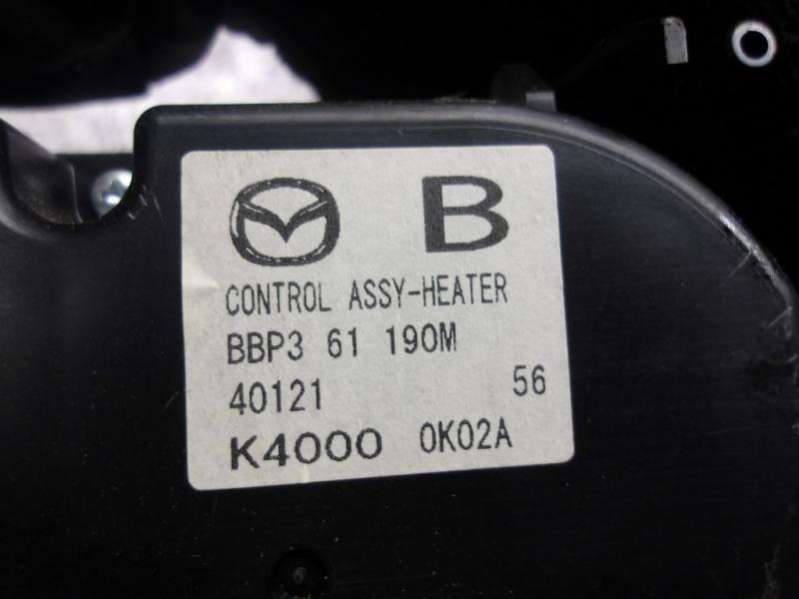 B
CONTROL ASSY-HEATER
BBP3 61 190M
40121 56
K4000 0K02A